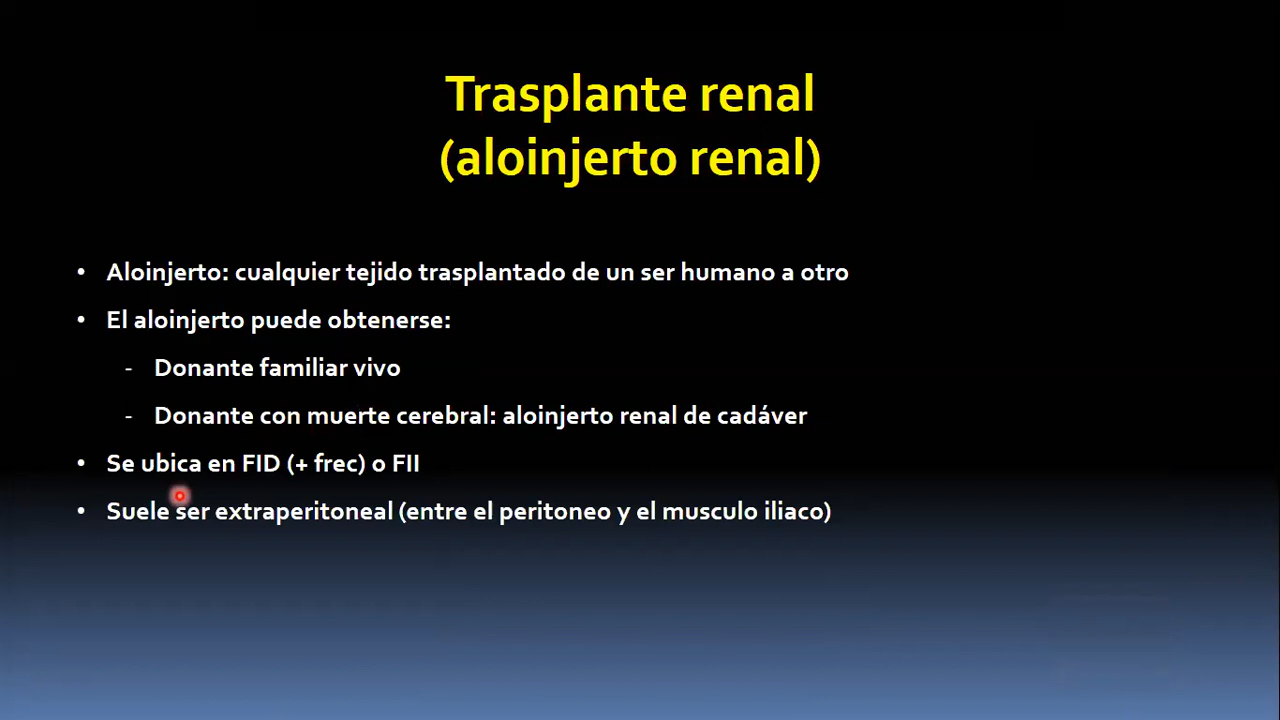 Trasplante renal
(aloinjerto renal)
• Aloinjerto: cualquier tejido trasplantado de un ser humano a otro
• El aloinjerto puede obtenerse:
- Donante familiar vivo
- Donante con muerte cerebral: aloinjerto renal de cadáver
• Se ubica en FID (+ frec) o FII
• Suele ser extraperitoneal (entre el peritoneo y el musculo iliaco)